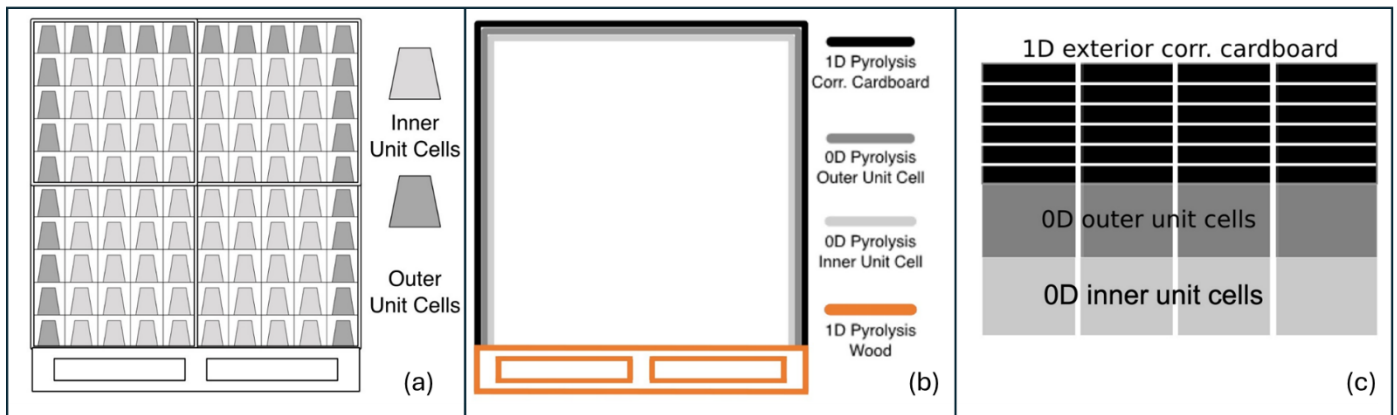 Inner
Unit Cells
Outer
Unit Cells
(a)
1D Pyrolysis
Corr. Cardboard
0D Pyrolysis
Outer Unit Cell
0D Pyrolysis
Inner Unit Cell
1D Pyrolysis
Wood
(b)
1D exterior corr. cardboard
0D outer unit cells
0D inner unit cells
(c)